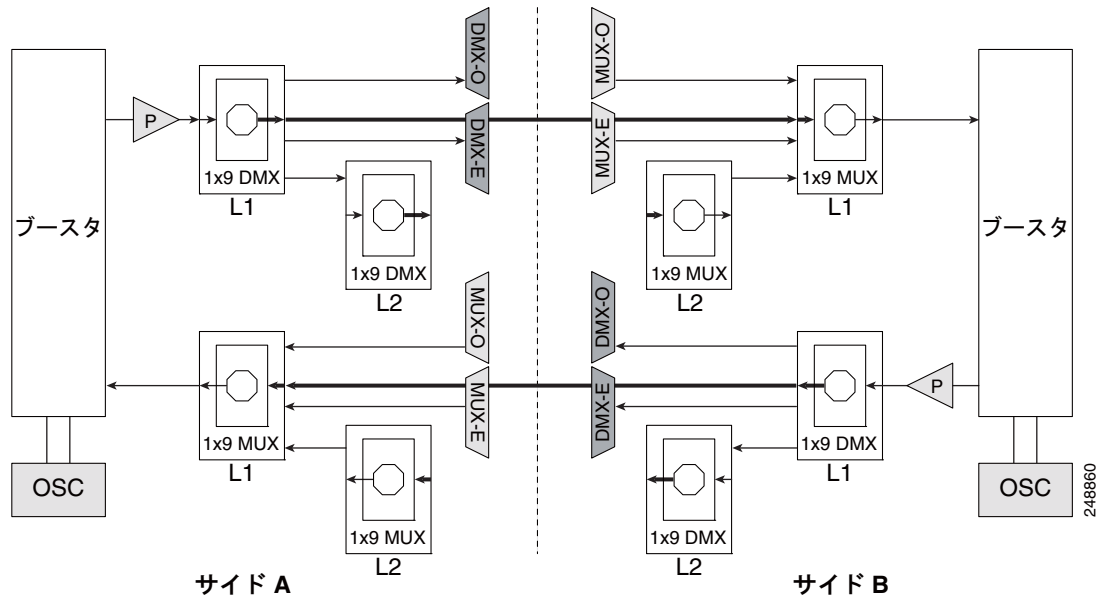 DMX-O
MUX-O
P
1x9 DMX
L1
DMX-E
MUX-E
1x9 MUX
L1
ブースタ
ブースタ
1x9 DMX
L2
1x9 MUX
L2
MUX-O
DMX-O
P
1x9 MUX
L1
MUX-E
DMX-E
1x9 DMX
L1
OSC
OSC
1x9 MUX
L2
1x9 DMX
L2
248860
サイド A
サイド B